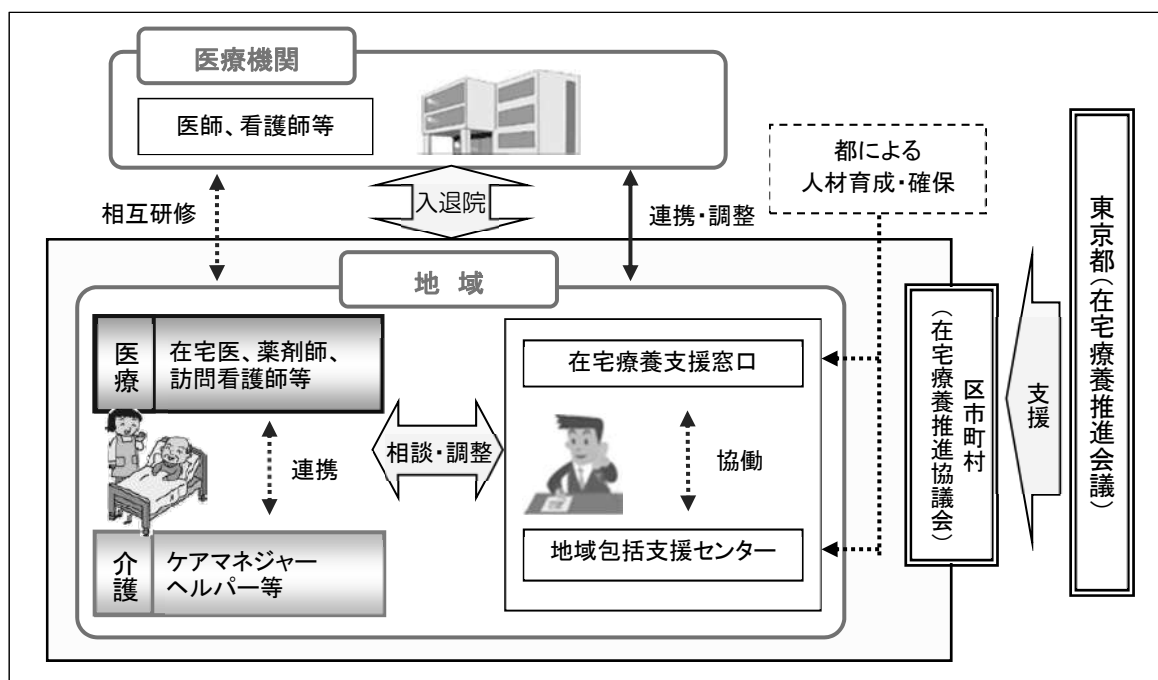 医療機関
医師、看護師等
都による
人材育成・確保
相互研修
入退院
連携・調整
地 域
医療
在宅医、薬剤師、
訪問看護師等
連携
介護
ケアマネジャー
ヘルパー等
相談・調整
在宅療養支援窓口
協働
地域包括支援センター
区市町村
（在宅療養推進協議会）
支援
東京都（在宅療養推進会議）